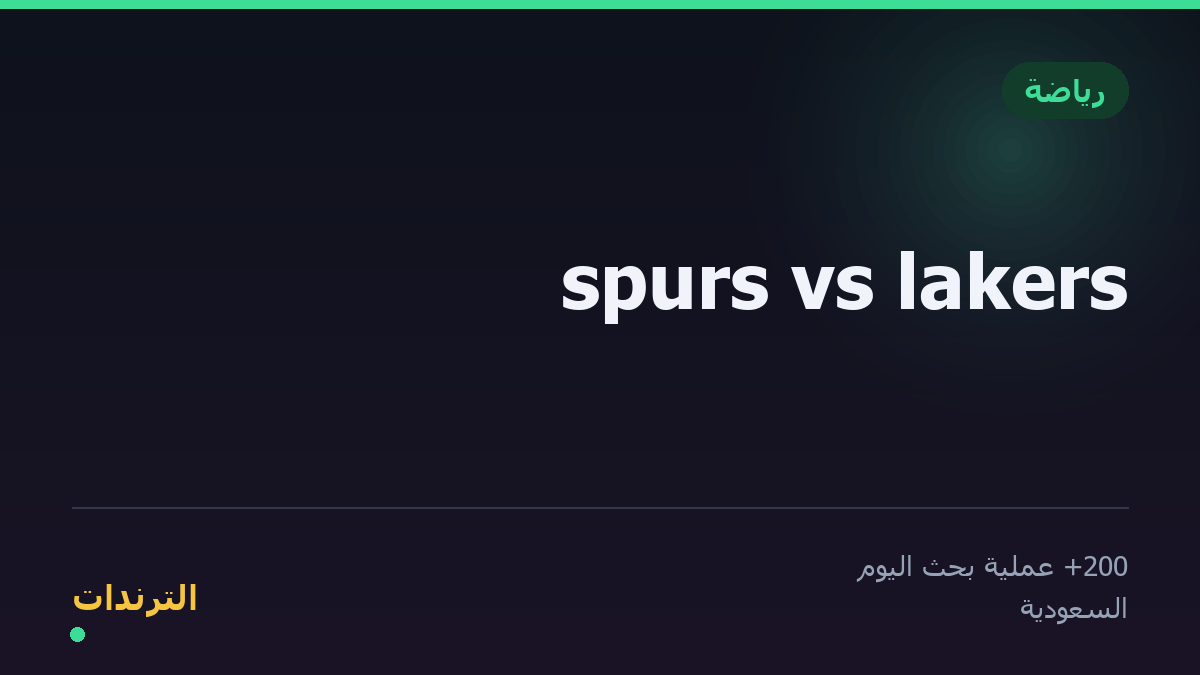 رياضة
spurs vs lakers
200+ عملية بحث اليوم
السعودية
الترندات